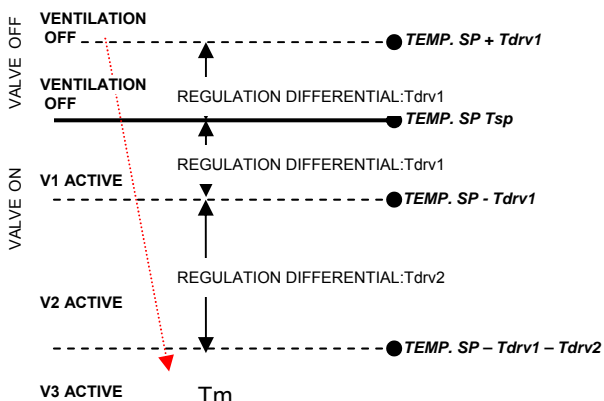 VALVE OFF
VENTILATION
OFF
TEMP. SP + Tdrv1
VENTILATION
OFF
REGULATION DIFFERENTIAL:Tdrv1
TEMP. SP Tsp
VALVE ON
REGULATION DIFFERENTIAL:Tdrv1
V1 ACTIVE
TEMP. SP - Tdrv1
REGULATION DIFFERENTIAL:Tdrv2
V2 ACTIVE
TEMP. SP – Tdrv1 – Tdrv2
V3 ACTIVE
Tm